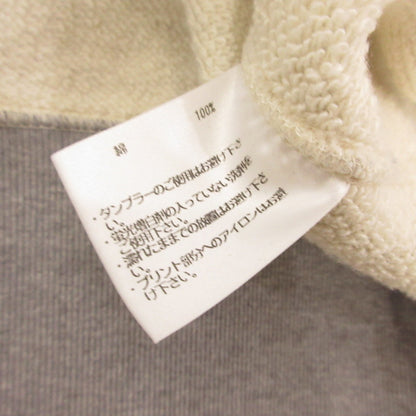 綿 100%
・タンブラーのご使用はお避け下さ
い。
・蛍光増白剤の入っていない洗剤を
ご使用下さい。
・濡れたままでの放置はお避け下さ
い。
・プリント部分へのアイロンはお避
け下さい。